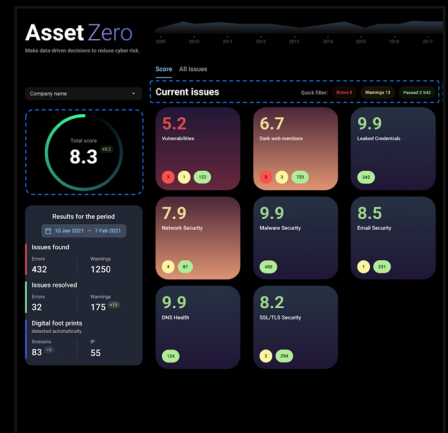 Asset Zero
Make data-driven decisions to reduce cyber risk.
2009 2010 2011 2012 2013 2014 2015 2016 2017
Score All Issues
Company name
Current issues
Quick filter: Errors 8 Warnings 13 Passed 2 543
Total score
8.3 +0.2
5.2
Vulnerabilities
3 1 122
6.7
Dark web mentions
5 3 750
9.9
Leaked Credentials
345
7.9
Network Security
4 87
9.9
Malware Security
450
8.5
Email Security
1 231
9.9
DNS Health
124
8.2
SSL/TLS Security
2 254
Results for the period
10 Jan 2021 – 7 Feb 2021
Issues found
Errors Warnings
432 1250
Issues resolved
Errors Warnings
32 175 +15
Digital foot prints
detected automatically
Domains IP
83 55